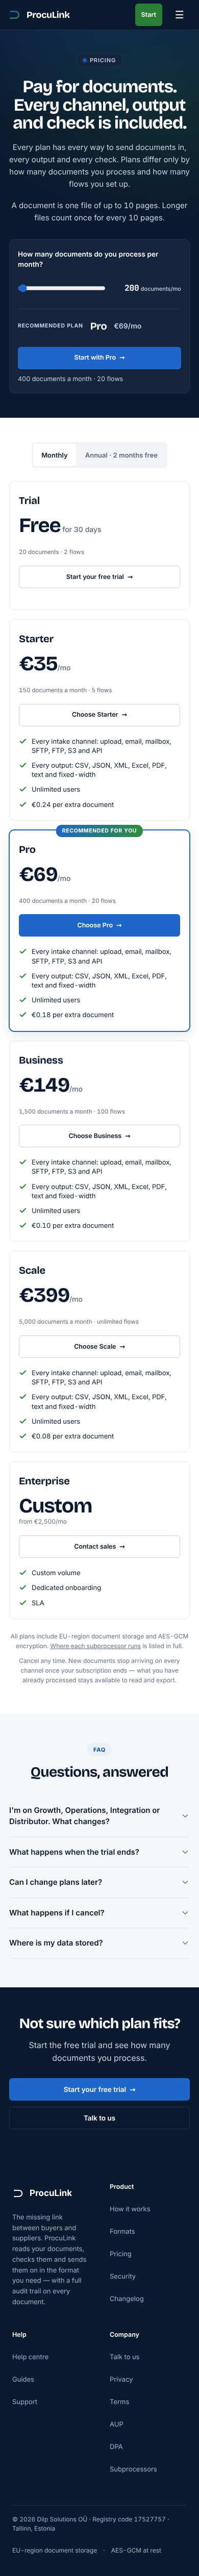 ProcuLink
Start
PRICING
Pay for documents.
Every channel, output
and check is included.
Every plan has every way to send documents in,
every output and every check. Plans differ only by
how many documents you process and how many
flows you set up.
A document is one file of up to 10 pages. Longer
files count once for every 10 pages.
How many documents do you process per
month?
200 documents/mo
RECOMMENDED PLAN Pro €69/mo
Start with Pro →
400 documents a month · 20 flows
Monthly
Annual · 2 months free
Trial
Free for 30 days
20 documents · 2 flows
Start your free trial →
Starter
€35/mo
150 documents a month · 5 flows
Choose Starter →
Every intake channel: upload, email, mailbox,
SFTP, FTP, S3 and API
Every output: CSV, JSON, XML, Excel, PDF,
text and fixed-width
Unlimited users
€0.24 per extra document
RECOMMENDED FOR YOU
Pro
€69/mo
400 documents a month · 20 flows
Choose Pro →
Every intake channel: upload, email, mailbox,
SFTP, FTP, S3 and API
Every output: CSV, JSON, XML, Excel, PDF,
text and fixed-width
Unlimited users
€0.18 per extra document
Business
€149/mo
1,500 documents a month · 100 flows
Choose Business →
Every intake channel: upload, email, mailbox,
SFTP, FTP, S3 and API
Every output: CSV, JSON, XML, Excel, PDF,
text and fixed-width
Unlimited users
€0.10 per extra document
Scale
€399/mo
5,000 documents a month · unlimited flows
Choose Scale →
Every intake channel: upload, email, mailbox,
SFTP, FTP, S3 and API
Every output: CSV, JSON, XML, Excel, PDF,
text and fixed-width
Unlimited users
€0.08 per extra document
Enterprise
Custom
from €2,500/mo
Contact sales →
Custom volume
Dedicated onboarding
SLA
All plans include EU-region document storage and AES-GCM
encryption. Where each subprocessor runs is listed in full.
Cancel any time. New documents stop arriving on every
channel once your subscription ends — what you have
already processed stays available to read and export.
FAQ
Questions, answered
I'm on Growth, Operations, Integration or
Distributor. What changes?
What happens when the trial ends?
Can I change plans later?
What happens if I cancel?
Where is my data stored?
Not sure which plan fits?
Start the free trial and see how many
documents you process.
Start your free trial →
Talk to us
ProcuLink
The missing link
between buyers and
suppliers. ProcuLink
reads your documents,
checks them and sends
them on in the format
you need — with a full
audit trail on every
document.
Product
How it works
Formats
Pricing
Security
Changelog
Help
Help centre
Guides
Support
Company
Talk to us
Privacy
Terms
AUP
DPA
Subprocessors
© 2026 Dilp Solutions OÜ · Registry code 17527757 ·
Tallinn, Estonia
EU-region document storage · AES-GCM at rest